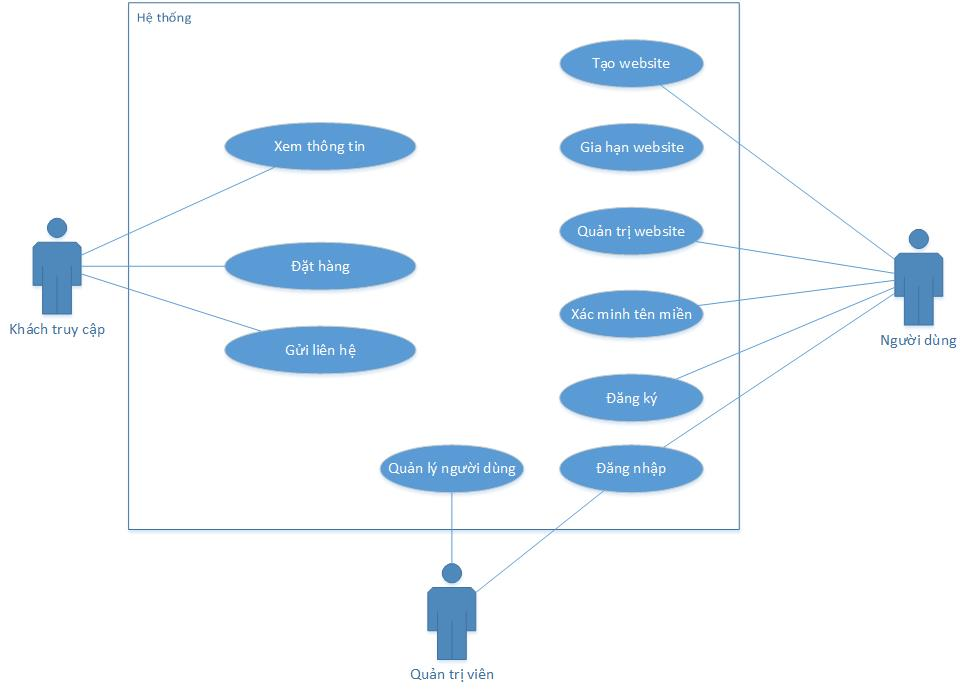 Hệ thống
Tạo website
Xem thông tin
Gia hạn website
Quản trị website
Đặt hàng
Xác minh tên miền
Khách truy cập
Người dùng
Gửi liên hệ
Đăng ký
Quản lý người dùng
Đăng nhập
Quản trị viên